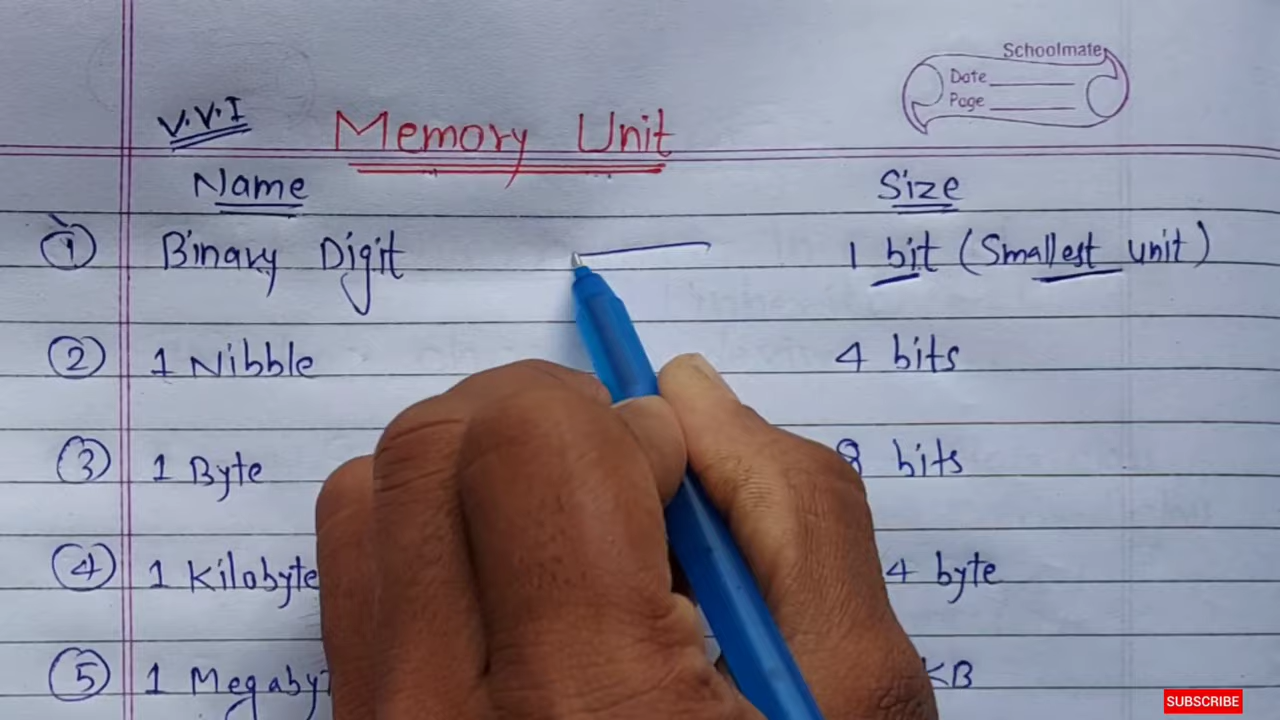 Schoolmate
Date
Page
V.V.I Memory Unit
Name Size
1 Binary Digit 1 bit (Smallest unit)
2 1 Nibble 4 bits
3 1 Byte 8 bits
4 1 Kilobyte 4 byte
5 1 Megaby KB
SUBSCRIBE